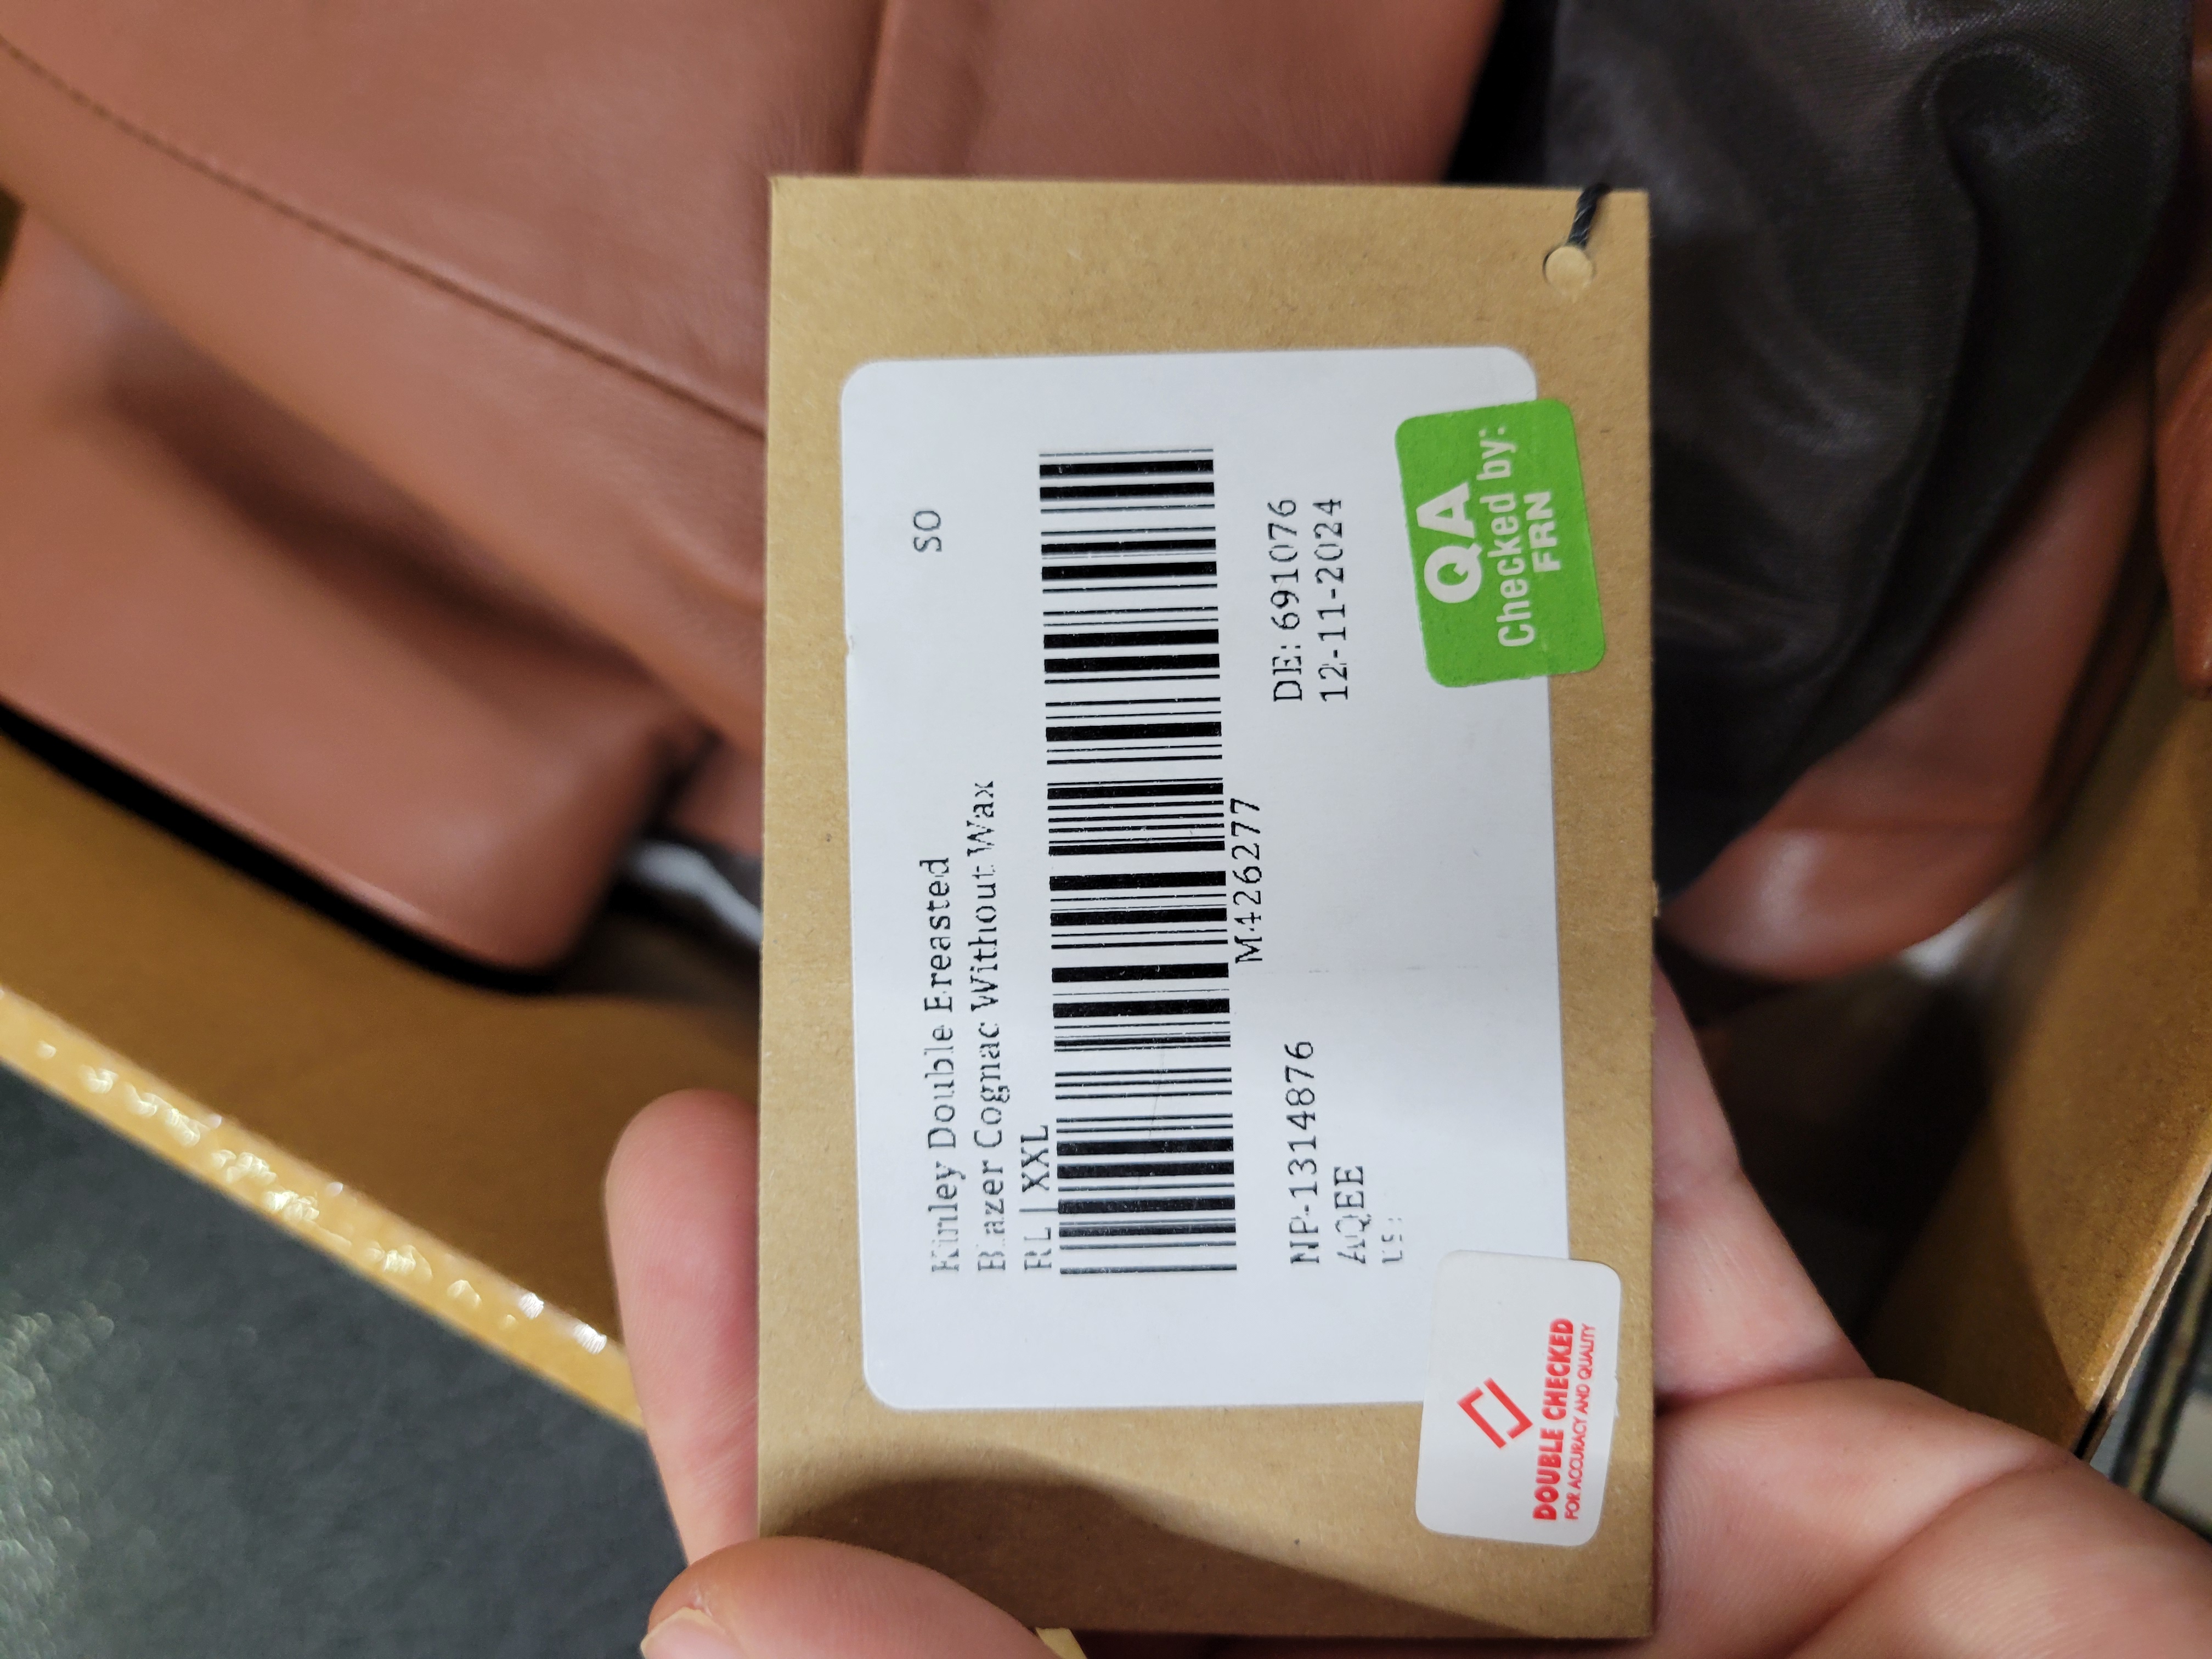 SO
Kinley Double Breasted
Blazer Cognac Without Wax
RL | XXL
M426277
NP-1314876
DE: 691076
AQEE
12-11-2024
QA
Checked by:
FRN
DOUBLE CHECKED
FOR ACCURACY AND QUALITY